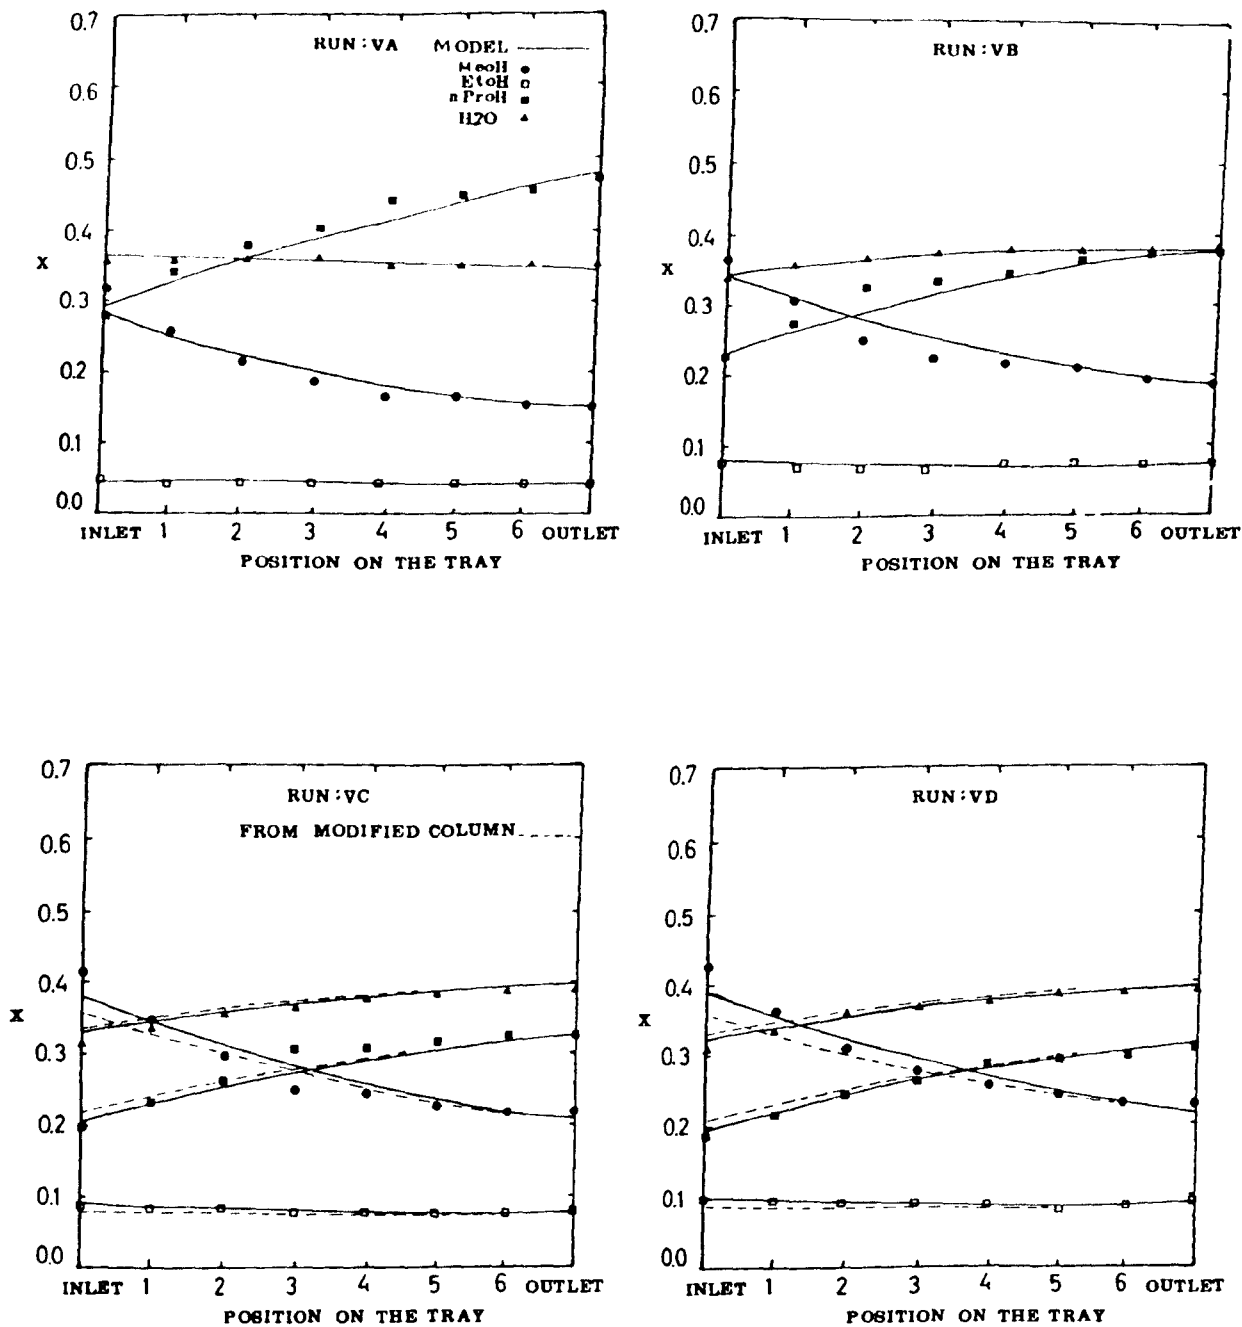 0.7
RUN:VA MODEL
MeoH
EtoH
nProH
H2O
0.6
0.5
0.4
X
0.3
0.2
0.1
0.0
INLET 1 2 3 4 5 6 OUTLET
POSITION ON THE TRAY
0.7
RUN:VB
0.6
0.5
0.4
X
0.3
0.2
0.1
0.0
INLET 1 2 3 4 5 6 OUTLET
POSITION ON THE TRAY
0.7
RUN:VC
FROM MODIFIED COLUMN
0.6
0.5
0.4
X
0.3
0.2
0.1
0.0
INLET 1 2 3 4 5 6 OUTLET
POSITION ON THE TRAY
0.7
RUN:VD
0.6
0.5
0.4
X
0.3
0.2
0.1
0.0
INLET 1 2 3 4 5 6 OUTLET
POSITION ON THE TRAY